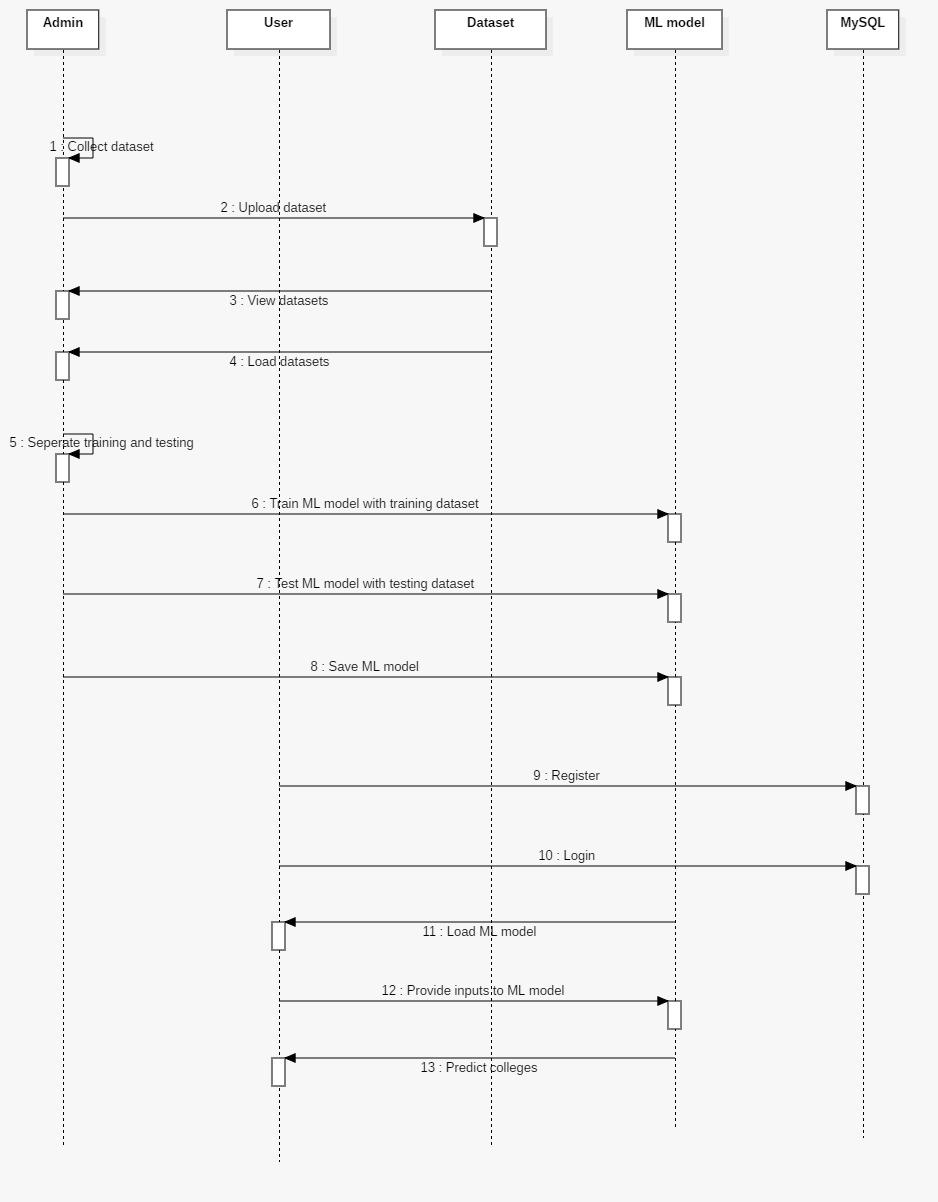 Admin
User
Dataset
ML model
MySQL
1 : Collect dataset
2 : Upload dataset
3 : View datasets
4 : Load datasets
5 : Seperate training and testing
6 : Train ML model with training dataset
7 : Test ML model with testing dataset
8 : Save ML model
9 : Register
10 : Login
11 : Load ML model
12 : Provide inputs to ML model
13 : Predict colleges